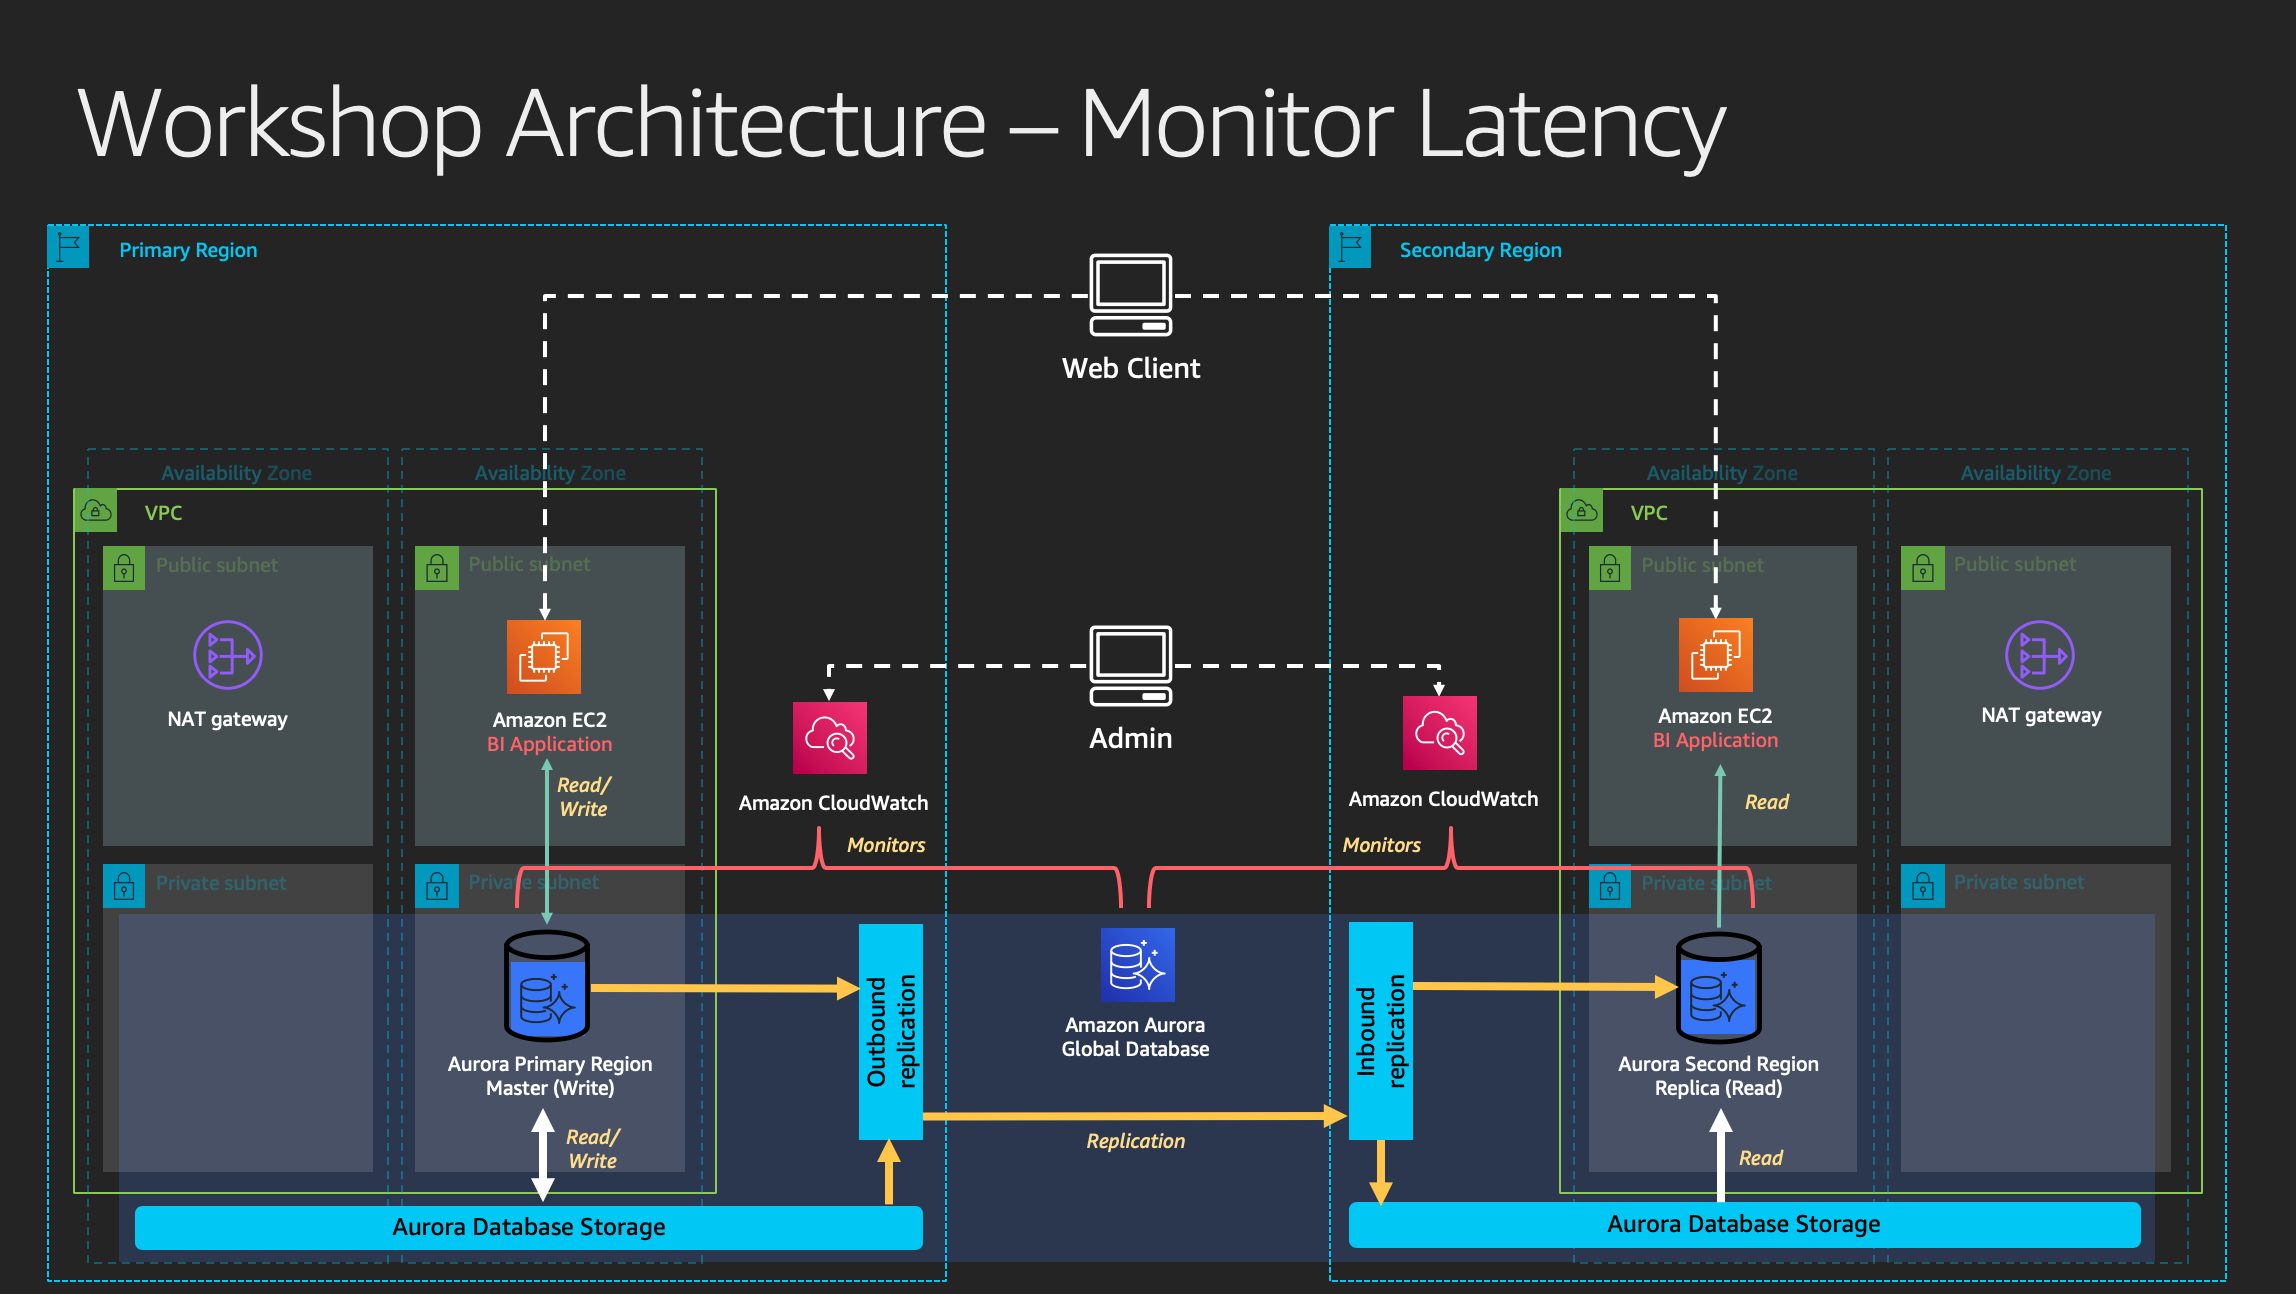 Workshop Architecture – Monitor Latency
Primary Region
Secondary Region
Web Client
Availability Zone
Availability Zone
Availability Zone
Availability Zone
VPC
VPC
Public subnet
Public subnet
Public subnet
Public subnet
NAT gateway
Amazon EC2
BI Application
Read/
Write
Amazon CloudWatch
Monitors
Admin
Amazon CloudWatch
Monitors
Amazon EC2
BI Application
Read
NAT gateway
Private subnet
Private subnet
Private subnet
Private subnet
Aurora Primary Region
Master (Write)
Read/
Write
Outbound
replication
Amazon Aurora
Global Database
Replication
Inbound
replication
Aurora Second Region
Replica (Read)
Read
Aurora Database Storage
Aurora Database Storage